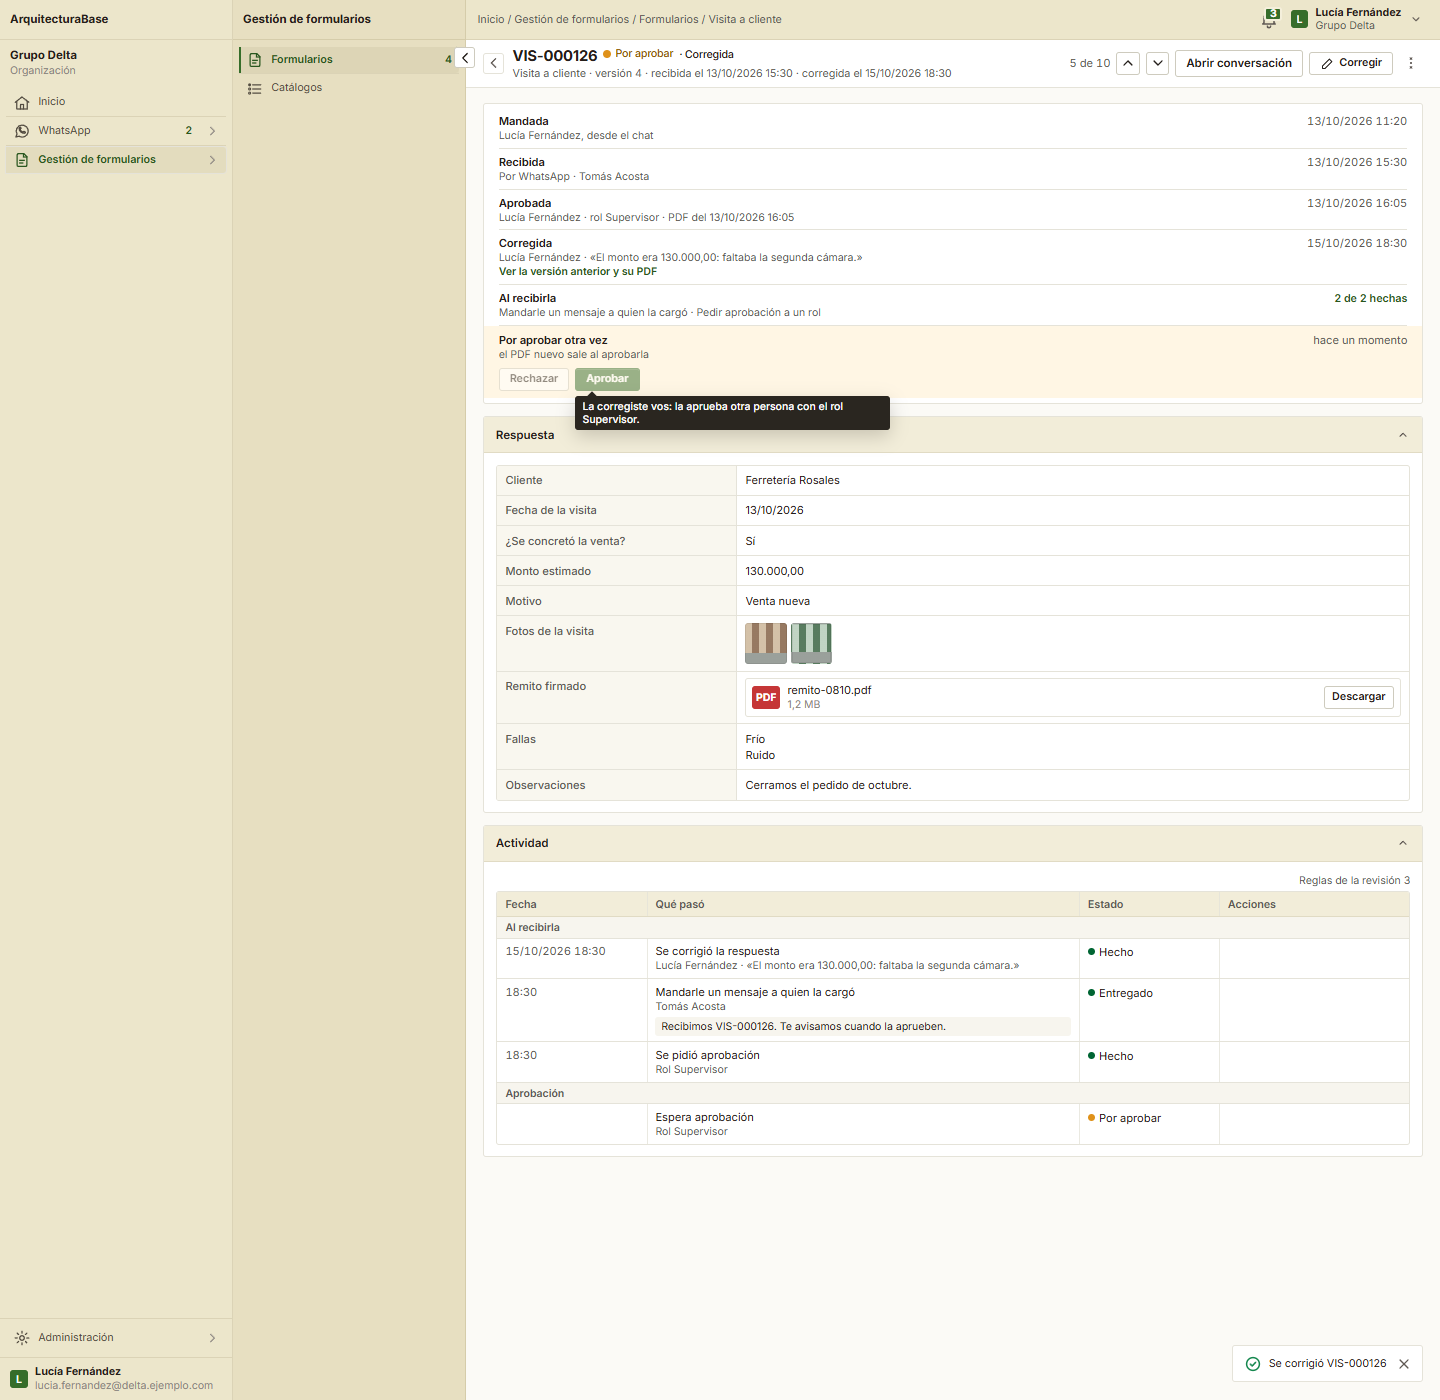 ArquitecturaBase
Grupo Delta
Organización
Inicio
WhatsApp 2
Gestión de formularios
Administración
L Lucía Fernández
lucia.fernandez@delta.ejemplo.com
Gestión de formularios
Formularios 4
Catálogos
Inicio / Gestión de formularios / Formularios / Visita a cliente
3
L Lucía Fernández
Grupo Delta
VIS-000126 Por aprobar · Corregida
Visita a cliente · versión 4 · recibida el 13/10/2026 15:30 · corregida el 15/10/2026 18:30
5 de 10 Abrir conversación Corregir
Mandada 13/10/2026 11:20
Lucía Fernández, desde el chat
Recibida 13/10/2026 15:30
Por WhatsApp · Tomás Acosta
Aprobada 13/10/2026 16:05
Lucía Fernández · rol Supervisor · PDF del 13/10/2026 16:05
Corregida 15/10/2026 18:30
Lucía Fernández · «El monto era 130.000,00: faltaba la segunda cámara.»
Ver la versión anterior y su PDF
Al recibirla 2 de 2 hechas
Mandarle un mensaje a quien la cargó · Pedir aprobación a un rol
Por aprobar otra vez hace un momento
el PDF nuevo sale al aprobarla
Rechazar Aprobar
La corregiste vos: la aprueba otra persona con el rol
Supervisor.
Respuesta
Cliente Ferretería Rosales
Fecha de la visita 13/10/2026
¿Se concretó la venta? Sí
Monto estimado 130.000,00
Motivo Venta nueva
Fotos de la visita
Remito firmado PDF remito-0810.pdf
1,2 MB
Descargar
Fallas Frío
Ruido
Observaciones Cerramos el pedido de octubre.
Actividad
Reglas de la revisión 3
Fecha Qué pasó Estado Acciones
Al recibirla
15/10/2026 18:30 Se corrigió la respuesta Hecho
Lucía Fernández · «El monto era 130.000,00: faltaba la segunda cámara.»
18:30 Mandarle un mensaje a quien la cargó Entregado
Tomás Acosta
Recibimos VIS-000126. Te avisamos cuando la aprueben.
18:30 Se pidió aprobación Hecho
Rol Supervisor
Aprobación
Espera aprobación Por aprobar
Rol Supervisor
Se corrigió VIS-000126